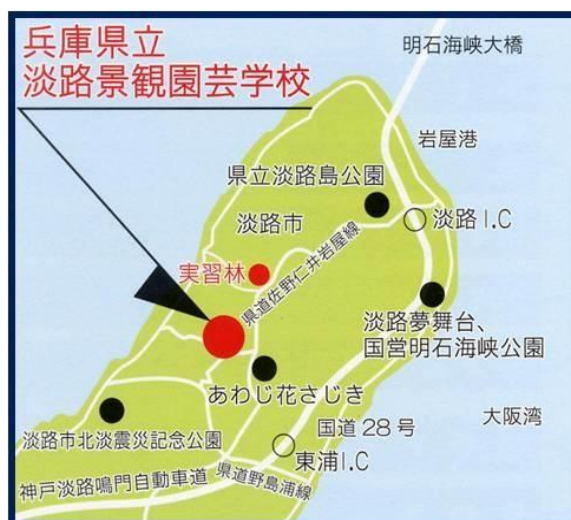 兵庫県立
淡路景観園芸学校
明石海峡大橋
岩屋港
県立淡路島公園
淡路市
淡路I.C
実習林
県道佐野仁井岩屋線
淡路夢舞台、
国営明石海峡公園
あわじ花さじき
大阪湾
国道28号
淡路市北淡震災記念公園
東浦I.C
神戸淡路鳴門自動車道
県道野島浦線